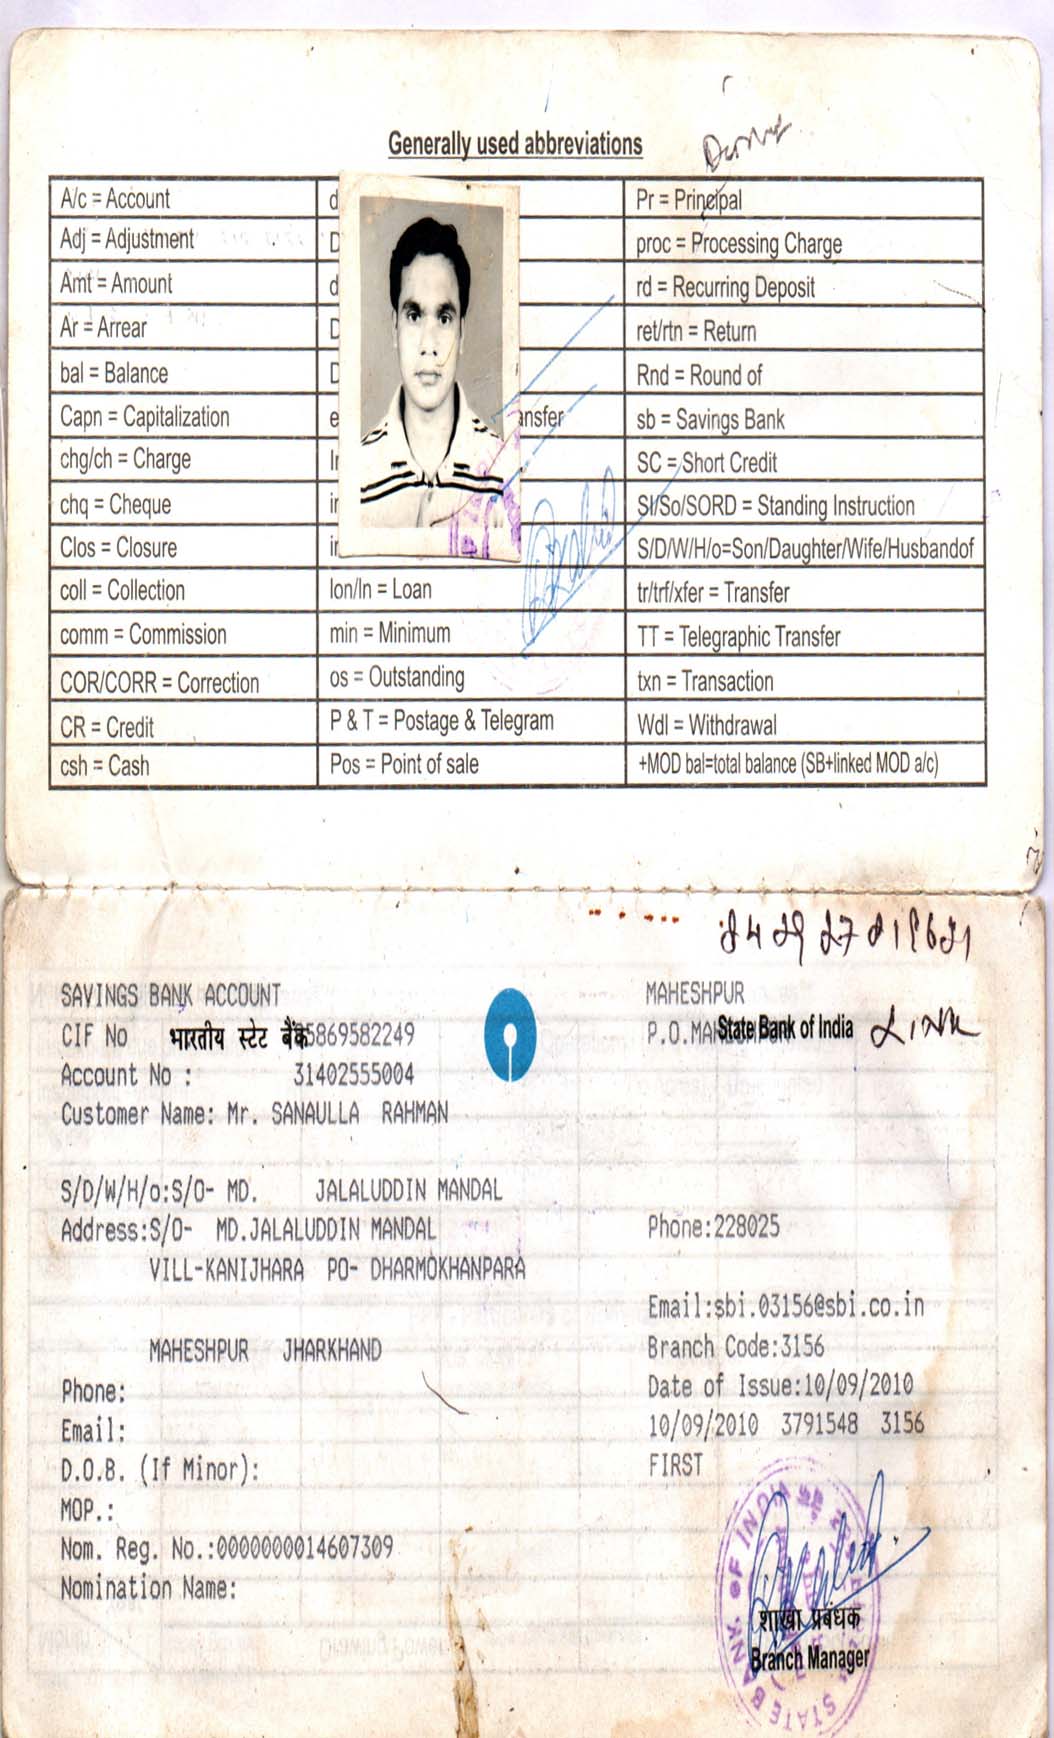 Generally used abbreviations
A/c = Account
Pr = Principal
Adj = Adjustment
proc = Processing Charge
Amt = Amount
rd = Recurring Deposit
Ar = Arrear
ret/rtn = Return
bal = Balance
Rnd = Round of
Capn = Capitalization
ansfer
sb = Savings Bank
chg/ch = Charge
SC = Short Credit
chq = Cheque
SI/So/SORD = Standing Instruction
Clos = Closure
S/D/W/H/o=Son/Daughter/Wife/Husbandof
coll = Collection
lon/ln = Loan
tr/trf/xfer = Transfer
comm = Commission
min = Minimum
TT = Telegraphic Transfer
COR/CORR = Correction
os = Outstanding
txn = Transaction
CR = Credit
P & T = Postage & Telegram
Wdl = Withdrawal
csh = Cash
Pos = Point of sale
+MOD bal=total balance (SB+linked MOD a/c)
SAVINGS BANK ACCOUNT
MAHESHPUR
CIF No
भारतीय स्टेट बैंक
5869582249
P.O.MAH
State Bank of India
Link
Account No : 31402555004
Customer Name: Mr. SANAULLA RAHMAN
S/D/W/H/o:S/O- MD. JALALUDDIN MANDAL
Address:S/O- MD.JALALUDDIN MANDAL
Phone:228025
VILL-KANIJHARA PO- DHARMOKHANPARA
Email:sbi.03156@sbi.co.in
MAHESHPUR JHARKHAND
Branch Code:3156
Phone:
Date of Issue:10/09/2010
Email:
10/09/2010 3791548 3156
D.O.B. (If Minor):
FIRST
MOP.:
Nom. Reg. No.:0000000014607309
Nomination Name:
STATE BANK OF INDIA
शाखा प्रबंधक
Branch Manager